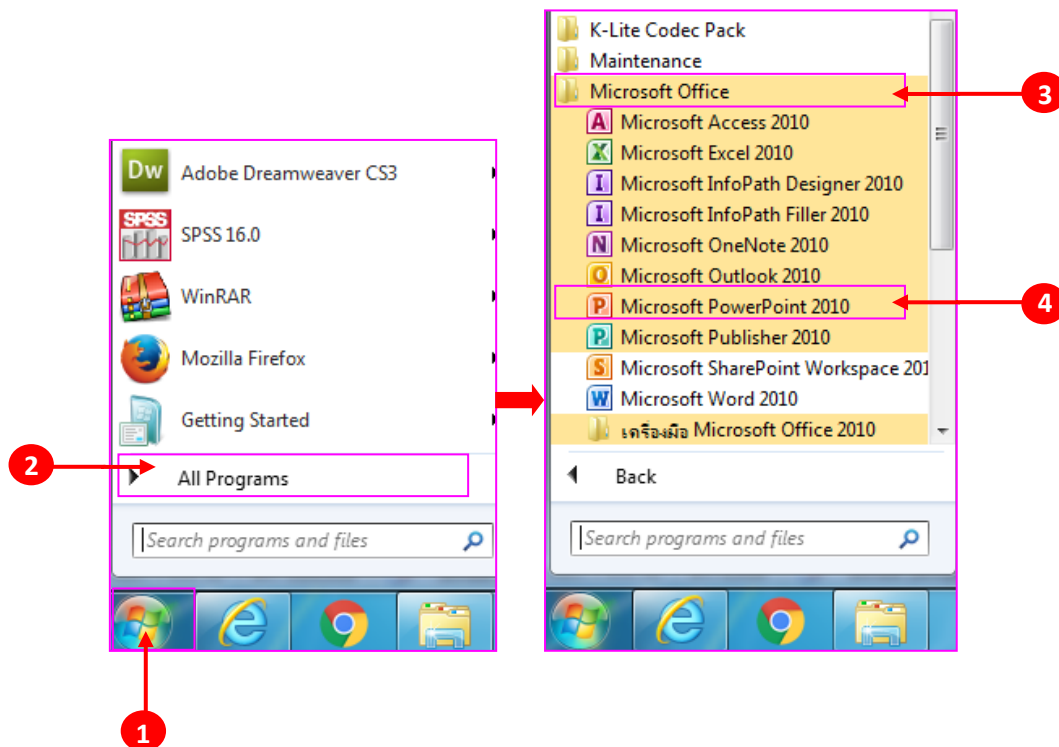 Dw
Adobe Dreamweaver CS3
SPSS
SPSS 16.0
WinRAR
Mozilla Firefox
Getting Started
2
All Programs
Search programs and files
1
K-Lite Codec Pack
Maintenance
Microsoft Office
3
A Microsoft Access 2010
X Microsoft Excel 2010
I Microsoft InfoPath Designer 2010
I Microsoft InfoPath Filler 2010
N Microsoft OneNote 2010
O Microsoft Outlook 2010
P Microsoft PowerPoint 2010
4
P Microsoft Publisher 2010
S Microsoft SharePoint Workspace 201
W Microsoft Word 2010
เครื่องมือ Microsoft Office 2010
Back
Search programs and files